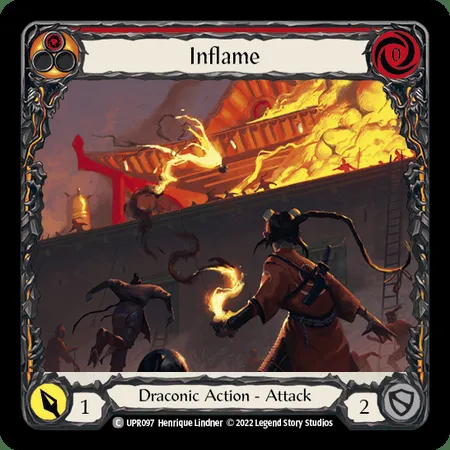 Inflame
0
Draconic Action - Attack
1
2
C UPR097 Henrique Lindner © 2022 Legend Story Studios